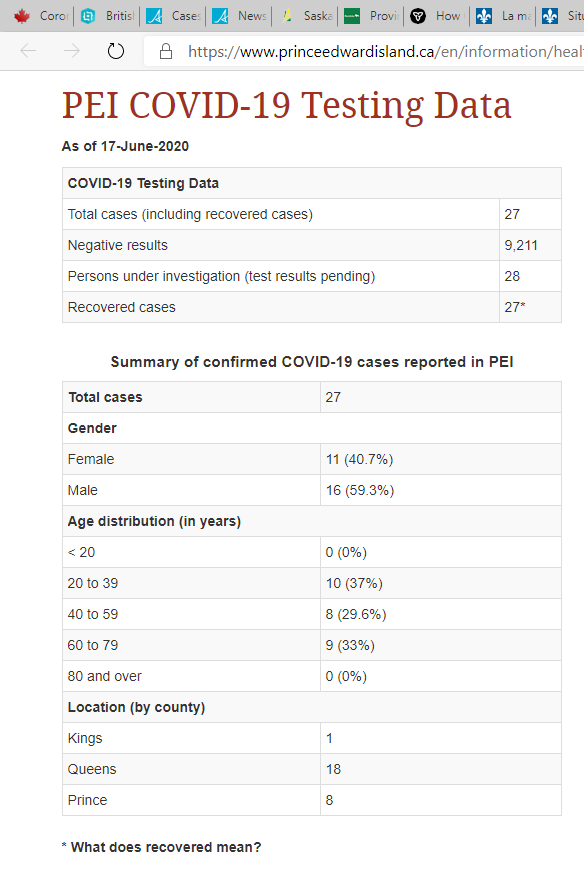 Coror Britisl Case: News Saska Provi How La ma Situ
https://www.princeedwardisland.ca/en/information/healt
PEI COVID-19 Testing Data
As of 17-June-2020
COVID-19 Testing Data
Total cases (including recovered cases) 27
Negative results 9,211
Persons under investigation (test results pending) 28
Recovered cases 27*
Summary of confirmed COVID-19 cases reported in PEI
Total cases 27
Gender
Female 11 (40.7%)
Male 16 (59.3%)
Age distribution (in years)
< 20 0 (0%)
20 to 39 10 (37%)
40 to 59 8 (29.6%)
60 to 79 9 (33%)
80 and over 0 (0%)
Location (by county)
Kings 1
Queens 18
Prince 8
* What does recovered mean?